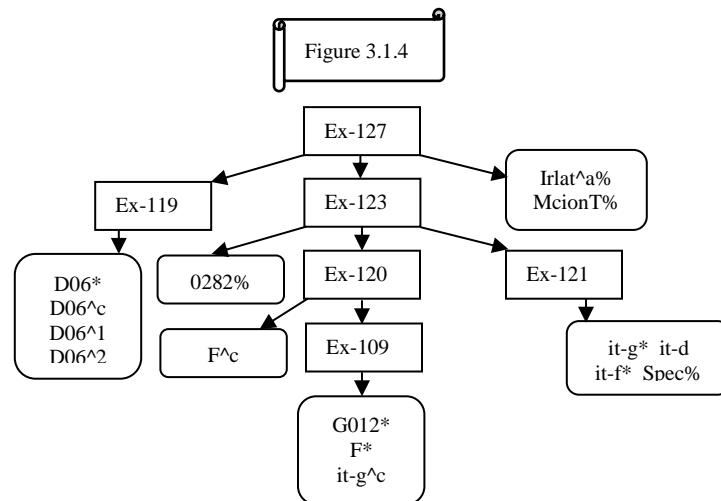 Figure 3.1.4
Ex-127
Irlat^a%
McionT%
Ex-119
Ex-123
D06*
D06^c
D06^1
D06^2
0282%
Ex-120
Ex-121
F^c
Ex-109
it-g* it-d
it-f* Spec%
G012*
F*
it-g^c